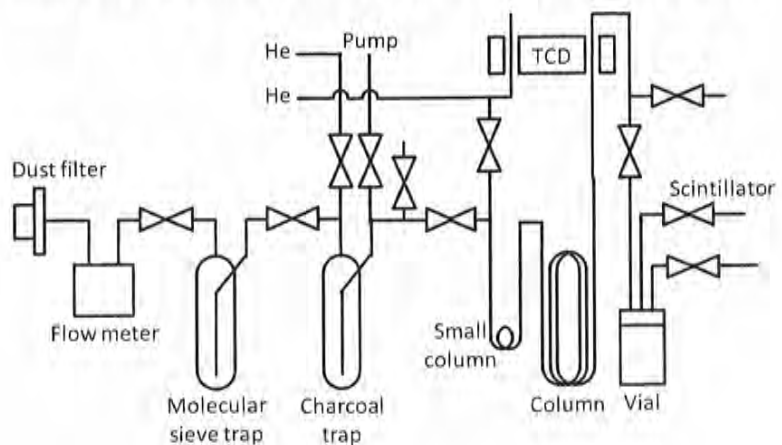 He
Pump
He
TCD
Dust filter
Scintillator
Flow meter
Small
column
Molecular
sieve trap
Charcoal
trap
Column
Vial